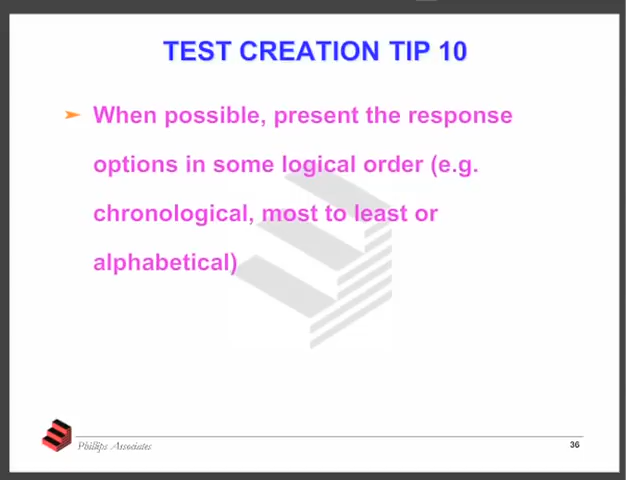 TEST CREATION TIP 10
➢ When possible, present the response
options in some logical order (e.g.
chronological, most to least or
alphabetical)
Phillips Associates
36